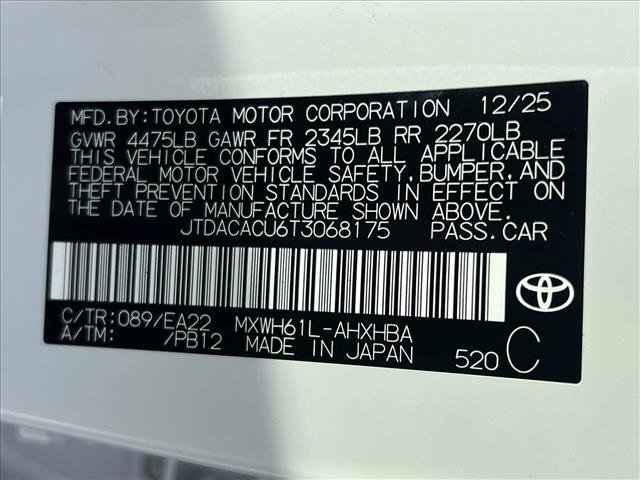 MFD. BY: TOYOTA MOTOR CORPORATION 12/25
GVWR 4475LB GAWR FR 2345LB RR 2270LB
THIS VEHICLE CONFORMS TO ALL APPLICABLE
FEDERAL MOTOR VEHICLE SAFETY, BUMPER, AND
THEFT PREVENTION STANDARDS IN EFFECT ON
THE DATE OF MANUFACTURE SHOWN ABOVE.
JTDACACU6T3068175 PASS.CAR
C/TR: 089/EA22 MXWH61L-AHXHBA
A/TM: /PB12 MADE IN JAPAN 520 C